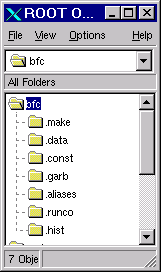 ROOT O...
File View Options Help
bfc
All Folders
bfc
.make
.data
.const
.garb
.aliases
.runco
.hist
7 Obje